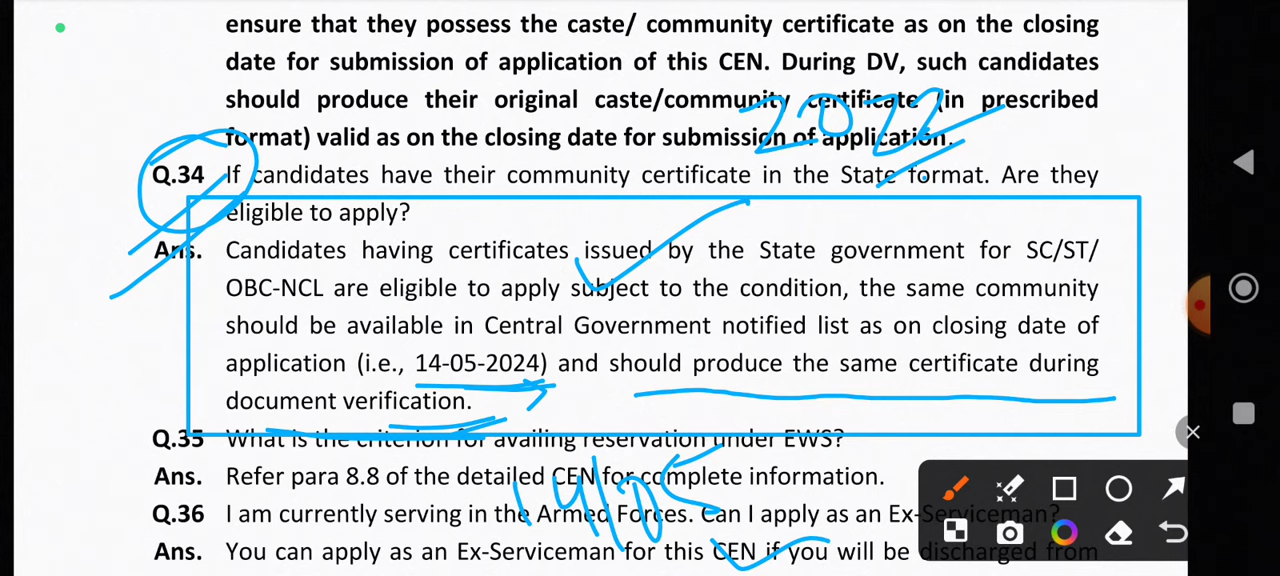 ensure that they possess the caste/ community certificate as on the closing
date for submission of application of this CEN. During DV, such candidates
should produce their original caste/community certificate (in prescribed
format) valid as on the closing date for submission of application.
2022
Q.34 If candidates have their community certificate in the State format. Are they
eligible to apply?
Ans. Candidates having certificates issued by the State government for SC/ST/
OBC-NCL are eligible to apply subject to the condition, the same community
should be available in Central Government notified list as on closing date of
application (i.e., 14-05-2024) and should produce the same certificate during
document verification.
Q.35 What is the criterion for availing reservation under EWS?
Ans. Refer para 8.8 of the detailed CEN for complete information.
14/05
Q.36 I am currently serving in the Armed Forces. Can I apply as an Ex-Serviceman?
Ans. You can apply as an Ex-Serviceman for this CEN if you will be discharged from